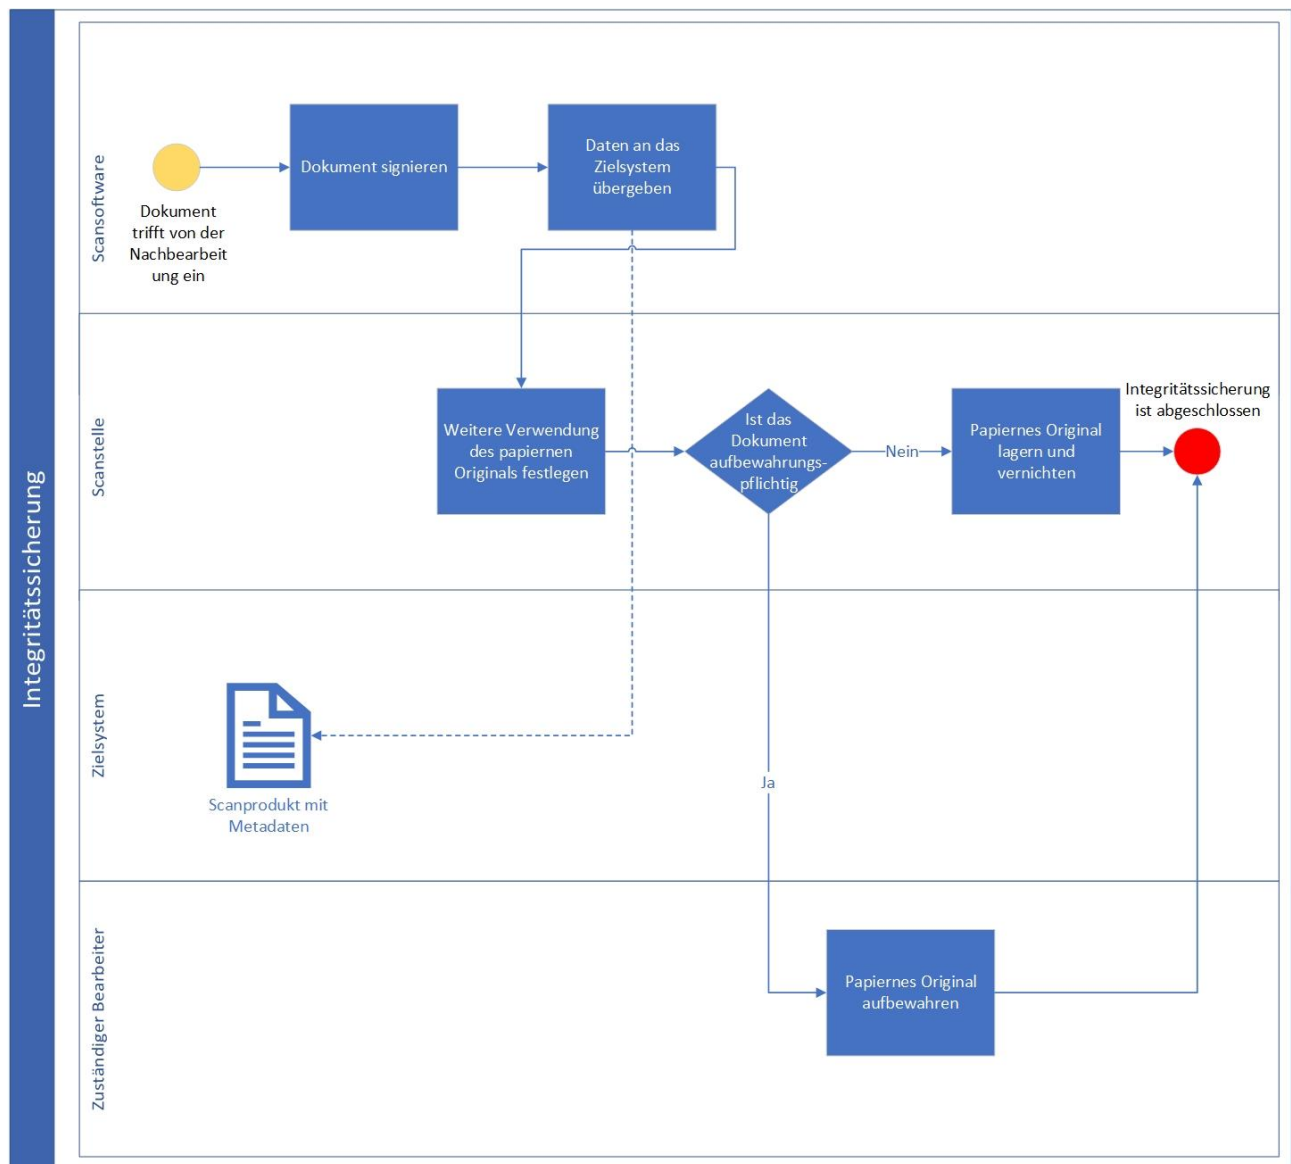 Integritätssicherung
Scansoftware
Dokument
trifft von der
Nachbearbeit
ung ein
Dokument signieren
Daten an das
Zielsystem
übergeben
Scanstelle
Weitere Verwendung
des papiernen
Originals festlegen
Ist das
Dokument
aufbewahrungs-
pflichtig
Nein
Papiernes Original
lagern und
vernichten
Integritätssicherung
ist abgeschlossen
Zielsystem
Scanprodukt mit
Metadaten
Ja
Zuständiger Bearbeiter
Papiernes Original
aufbewahren